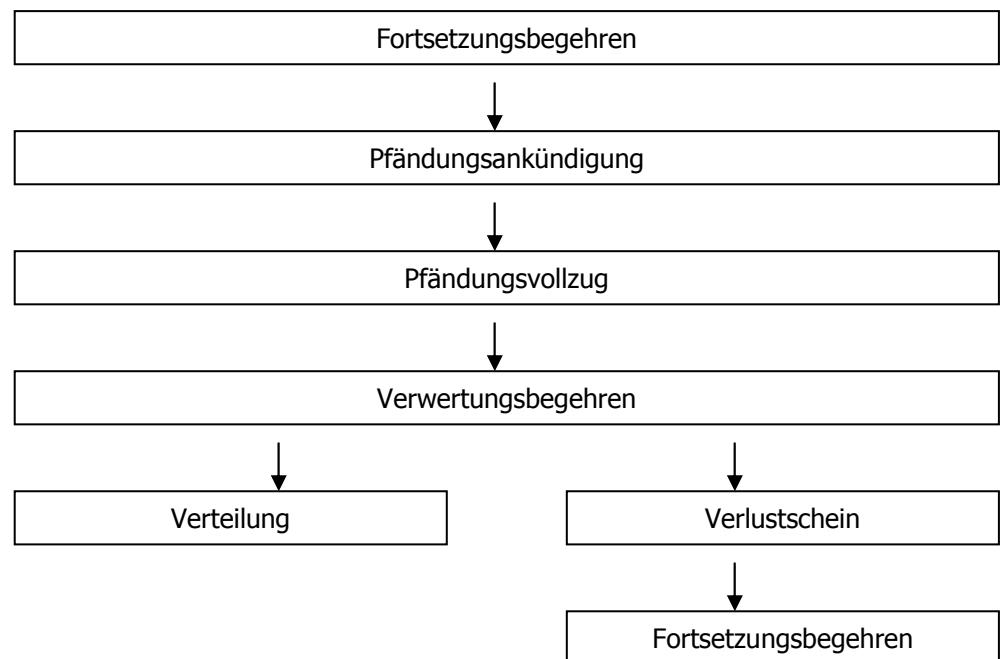 Fortsetzungsbegehren
Pfändungsankündigung
Pfändungsvollzug
Verwertungsbegehren
Verteilung
Verlustschein
Fortsetzungsbegehren